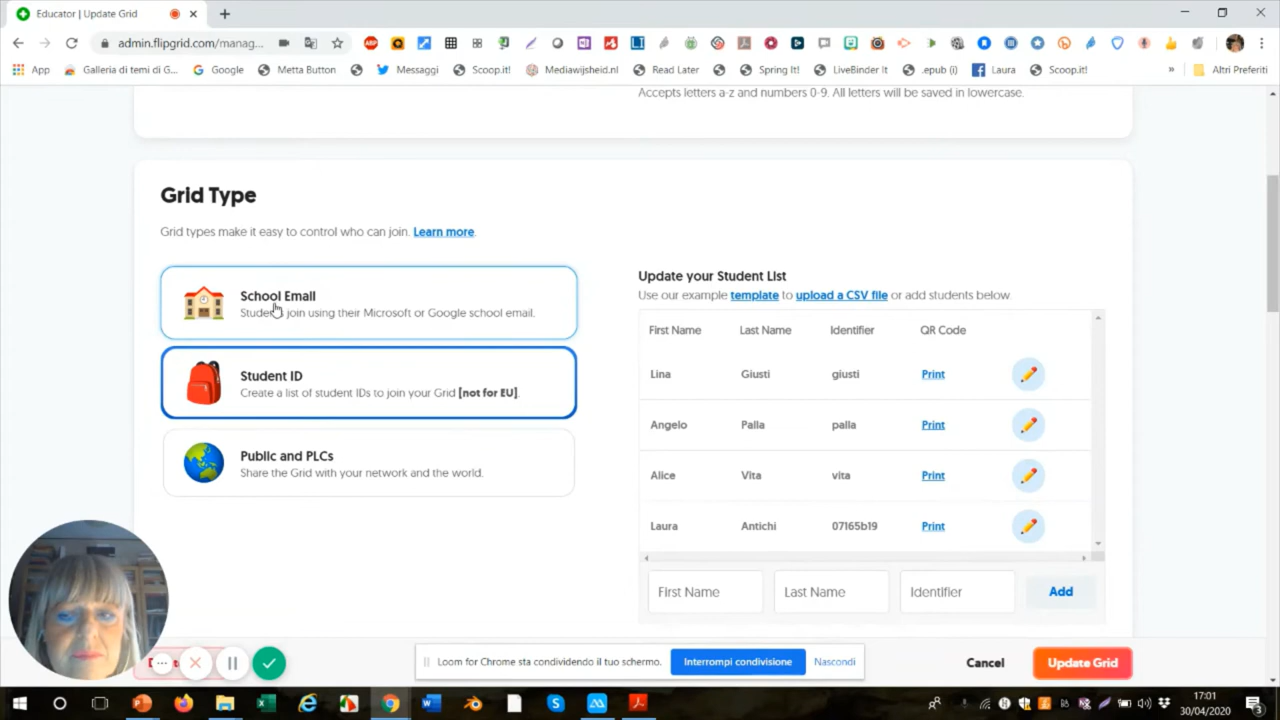 Educator | Update Grid
admin.flipgrid.com/manag...
App
Galleria di temi di G...
Google
Metta Button
Messaggi
Scoop.it!
Mediawijsheid.nl
Read Later
Spring It!
LiveBinder It
.epub (i)
Laura
Scoop.it!
»
Altri Preferiti
Accepts letters a-z and numbers 0-9. All letters will be saved in lowercase.
Grid Type
Grid types make it easy to control who can join. Learn more.
School Email
join using their Microsoft or Google school email.
Student ID
Create a list of student IDs to join your Grid [not for EU].
Public and PLCs
Share the Grid with your network and the world.
Update your Student List
Use our example template to upload a CSV file or add students below.
First Name Last Name Identifier QR Code
Lina Giusti giusti Print
Angelo Palla palla Print
Alice Vita vita Print
Laura Antichi 07165b19 Print
First Name Last Name Identifier Add
Loom for Chrome sta condividendo il tuo schermo. Interrompi condivisione Nascondi
Cancel Update Grid
17:01
30/04/2020
3